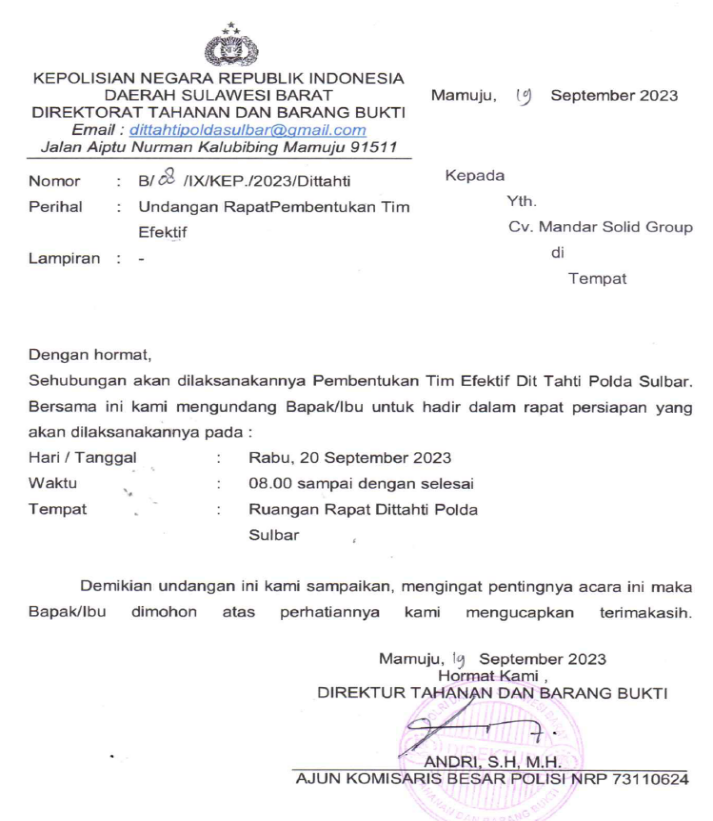 KEPOLISIAN NEGARA REPUBLIK INDONESIA
DAERAH SULAWESI BARAT
DIREKTORAT TAHANAN DAN BARANG BUKTI
Email : dittahtipoldasulbar@gmail.com
Jalan Aiptu Nurman Kalubibing Mamuju 91511
Mamuju, 19 September 2023
Nomor : B/ 08 /IX/KEP./2023/Dittahti
Perihal : Undangan RapatPembentukan Tim
Efektif
Lampiran : -
Kepada
Yth.
Cv. Mandar Solid Group
di
Tempat
Dengan hormat,
Sehubungan akan dilaksanakannya Pembentukan Tim Efektif Dit Tahti Polda Sulbar.
Bersama ini kami mengundang Bapak/Ibu untuk hadir dalam rapat persiapan yang
akan dilaksanakannya pada :
Hari / Tanggal : Rabu, 20 September 2023
Waktu : 08.00 sampai dengan selesai
Tempat : Ruangan Rapat Dittahti Polda
Sulbar
Demikian undangan ini kami sampaikan, mengingat pentingnya acara ini maka
Bapak/Ibu dimohon atas perhatiannya kami mengucapkan terimakasih.
Mamuju, 19 September 2023
Hormat Kami ,
DIREKTUR TAHANAN DAN BARANG BUKTI
DIREKTUR
ANDRI, S.H, M.H.
AJUN KOMISARIS BESAR POLISI NRP 73110624
TAHANAN DAN BARANG BUKTI